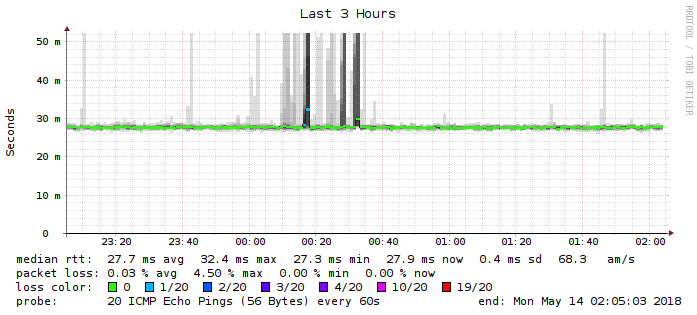 Last 3 Hours
RRDTOOL / TOBI OETIKER
Seconds
50 m
40 m
30 m
20 m
10 m
0
23:20 23:40 00:00 00:20 00:40 01:00 01:20 01:40 02:00
median rtt: 27.7 ms avg 32.4 ms max 27.3 ms min 27.9 ms now 0.4 ms sd 68.3 am/s
packet loss: 0.03 % avg 4.50 % max 0.00 % min 0.00 % now
loss color: 0 1/20 2/20 3/20 4/20 10/20 19/20
probe: 20 ICMP Echo Pings (56 Bytes) every 60s end: Mon May 14 02:05:03 2018